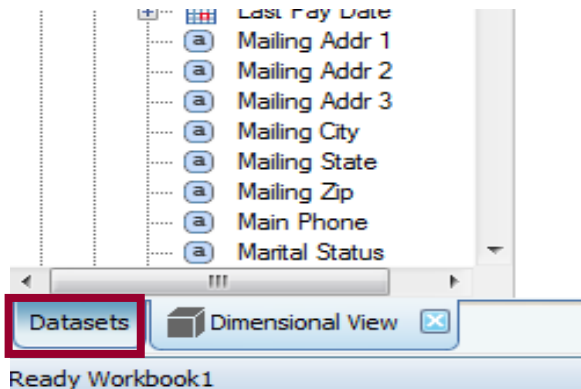 Last Pay Date
a Mailing Addr 1
a Mailing Addr 2
a Mailing Addr 3
a Mailing City
a Mailing State
a Mailing Zip
a Main Phone
a Marital Status
Datasets Dimensional View
Ready Workbook1